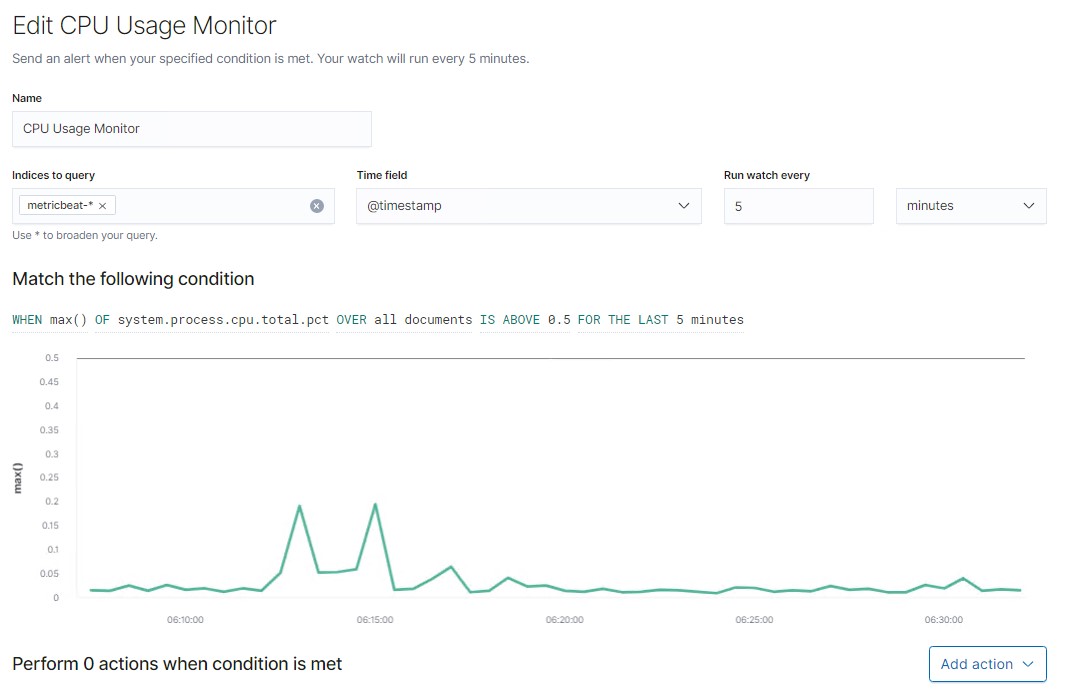 Edit CPU Usage Monitor
Send an alert when your specified condition is met. Your watch will run every 5 minutes.
Name
CPU Usage Monitor
Indices to query
Time field
Run watch every
metricbeat-*
@timestamp
5
minutes
Use * to broaden your query.
Match the following condition
WHEN max() OF system.process.cpu.total.pct OVER all documents IS ABOVE 0.5 FOR THE LAST 5 minutes
0.5
0.45
0.4
0.35
0.3
0.25
0.2
0.15
0.1
0.05
0
max()
06:10:00
06:15:00
06:20:00
06:25:00
06:30:00
Perform 0 actions when condition is met
Add action